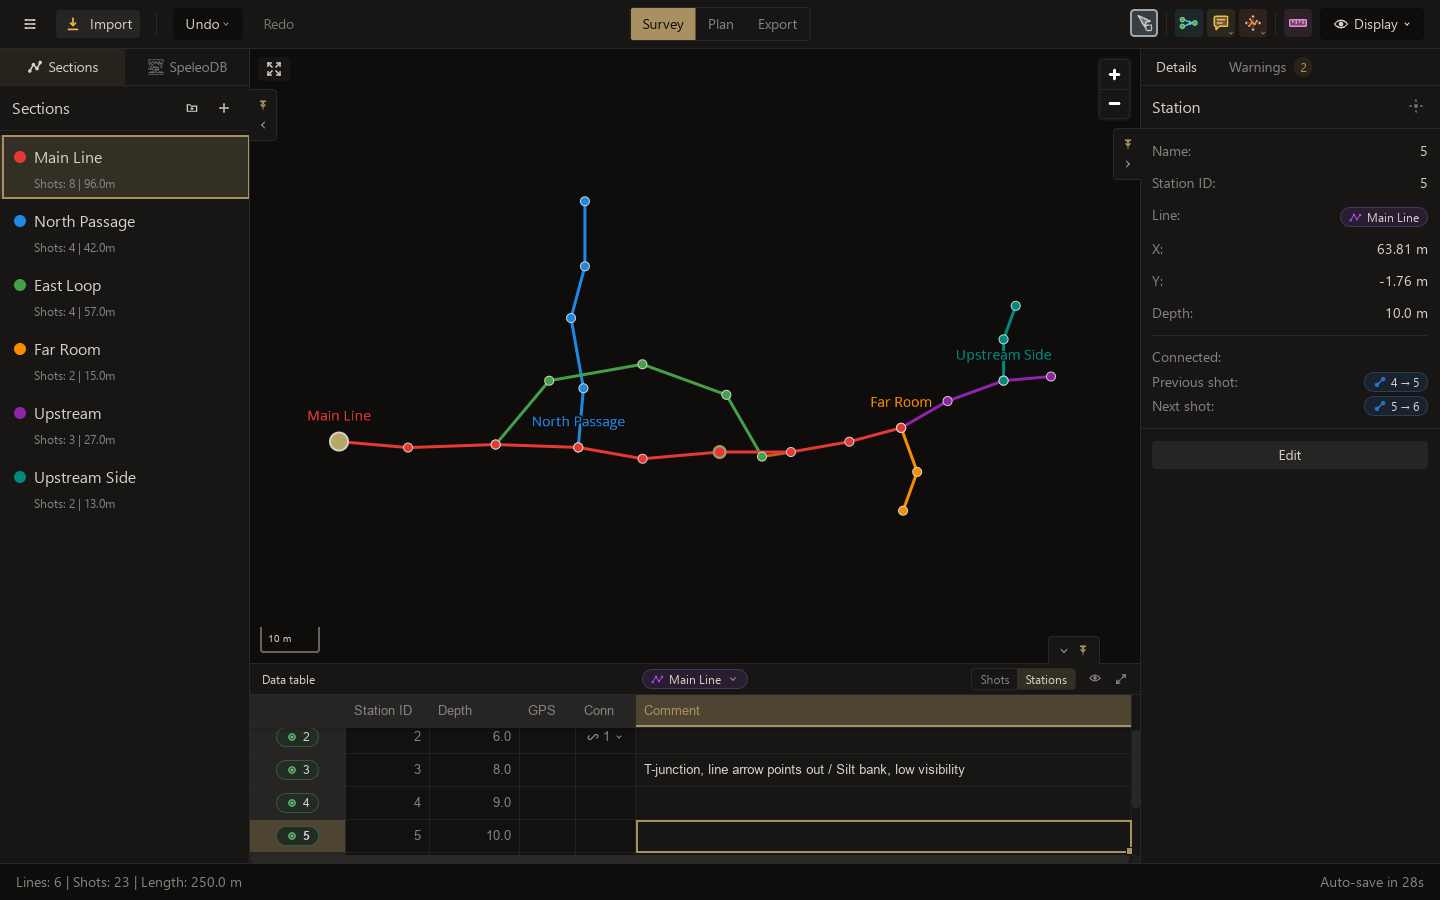 Import
Undo
Redo
Survey
Plan
Export
Display
Sections
SpeleoDB
Details
Warnings 2
Sections
Main Line
Shots: 8 | 96.0m
North Passage
Shots: 4 | 42.0m
East Loop
Shots: 4 | 57.0m
Far Room
Shots: 2 | 15.0m
Upstream
Shots: 3 | 27.0m
Upstream Side
Shots: 2 | 13.0m
Main Line
North Passage
Far Room
Upstream Side
10 m
Station
Name: 5
Station ID: 5
Line: Main Line
X: 63.81 m
Y: -1.76 m
Depth: 10.0 m
Connected:
Previous shot: 4 → 5
Next shot: 5 → 6
Edit
Data table
Main Line
Shots
Stations
Station ID Depth GPS Conn Comment
2 2 6.0 1
3 3 8.0 T-junction, line arrow points out / Silt bank, low visibility
4 4 9.0
5 5 10.0
Lines: 6 | Shots: 23 | Length: 250.0 m
Auto-save in 28s